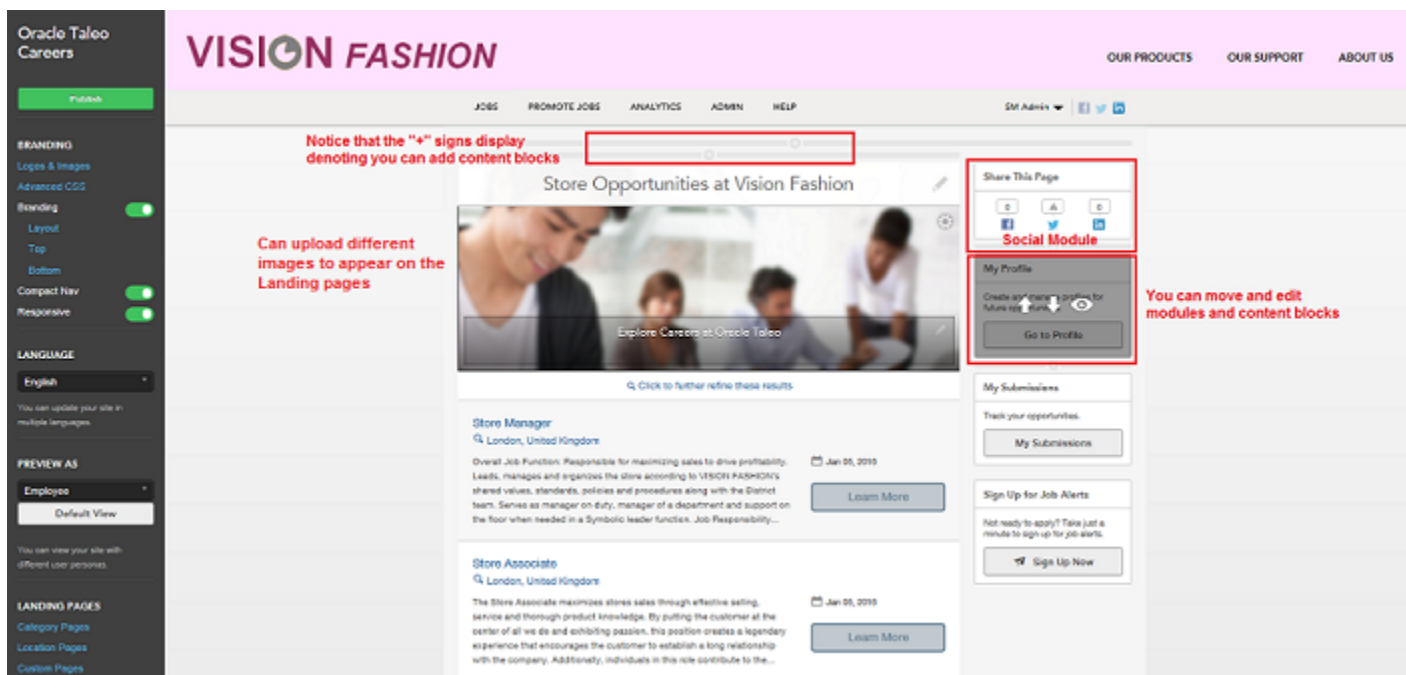 Oracle Taleo
Careers
Publish
BRANDING
Logos & Images
Advanced CSS
Branding
Layout
Top
Bottom
Compact Nav
Responsive
LANGUAGE
English
You can update your site in
multiple languages.
PREVIEW AS
Employee
Default View
You can view your site with
different user personas.
LANDING PAGES
Category Pages
Location Pages
Custom Pages
VISION FASHION
OUR PRODUCTS OUR SUPPORT ABOUT US
JOBS PROMOTE JOBS ANALYTICS ADMIN HELP SM Admin
Notice that the "+" signs display
denoting you can add content blocks
Can upload different
images to appear on the
Landing pages
Store Opportunities at Vision Fashion
Explore Careers at Oracle Taleo
Click to further refine these results
Store Manager
London, United Kingdom
Overall Job Function: Responsible for maximizing sales to drive profitability.
Leads, manages and organizes the store according to VISION FASHION's
shared values, standards, policies and procedures along with the District
team. Serves as manager on duty, manager of a department and support on
the floor when needed in a Symbolic leader function. Job Responsibility...
Jan 05, 2016
Learn More
Store Associate
London, United Kingdom
The Store Associate maximizes stores sales through effective selling,
service and thorough product knowledge. By putting the customer at the
center of all we do and exhibiting passion, this position creates a legendary
experience that encourages the customer to establish a long relationship
with the company. Additionally, individuals in this role contribute to the...
Jan 05, 2016
Learn More
Share This Page
Social Module
My Profile
Create and manage profiles for
future
Go to Profile
You can move and edit
modules and content blocks
My Submissions
Track your opportunities.
My Submissions
Sign Up for Job Alerts
Not ready to apply? Take just a
minute to sign up for job alerts.
Sign Up Now